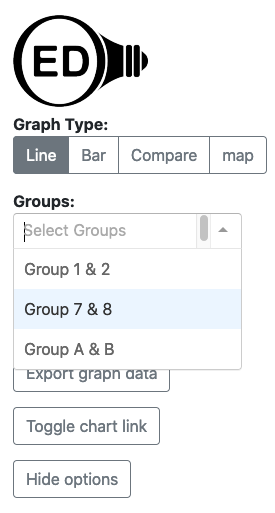 ED
Graph Type:
Line Bar Compare map
Groups:
Select Groups
Group 1 & 2
Group 7 & 8
Group A & B
Export graph data
Toggle chart link
Hide options